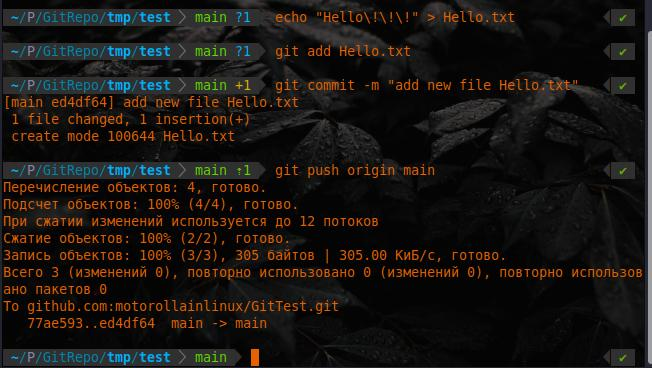 ~/P/GitRepo/tmp/test > main ?1 echo "Hello\!\!\!" > Hello.txt ✔
~/P/GitRepo/tmp/test > main ?1 git add Hello.txt ✔
~/P/GitRepo/tmp/test > main +1 git commit -m "add new file Hello.txt" ✔
[main ed4df64] add new file Hello.txt
1 file changed, 1 insertion(+)
create mode 100644 Hello.txt
~/P/GitRepo/tmp/test > main ⇡1 git push origin main ✔
Перечисление объектов: 4, готово.
Подсчет объектов: 100% (4/4), готово.
При сжатии изменений используется до 12 потоков
Сжатие объектов: 100% (2/2), готово.
Запись объектов: 100% (3/3), 305 байтов | 305.00 КиБ/с, готово.
Всего 3 (изменений 0), повторно использовано 0 (изменений 0), повторно использов
ано пакетов 0
To github.com:motorollainlinux/GitTest.git
77ae593..ed4df64 main -> main
~/P/GitRepo/tmp/test > main ✔